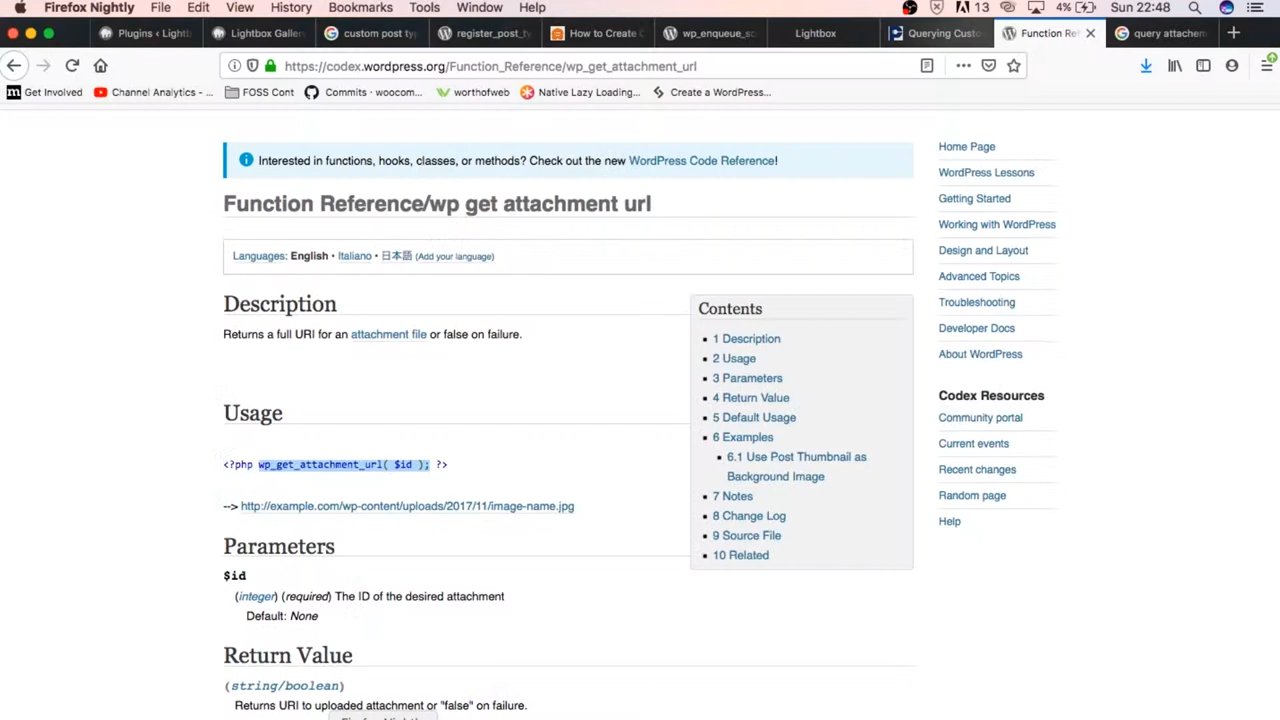 Firefox Nightly File Edit View History Bookmarks Tools Window Help 13 4% Sun 22:48
Plugins ‹ Lightb Lightbox Gallery custom post typ register_post_ty How to Create C wp_enqueue_sc Lightbox Querying Custo Function Ref query attachem
https://codex.wordpress.org/Function_Reference/wp_get_attachment_url
Get Involved Channel Analytics - ... FOSS Cont Commits · woocom... worthofweb Native Lazy Loading... Create a WordPress...
Interested in functions, hooks, classes, or methods? Check out the new WordPress Code Reference!
Function Reference/wp get attachment url
Languages: English • Italiano • 日本語 (Add your language)
Description
Returns a full URI for an attachment file or false on failure.
Usage
<?php wp_get_attachment_url( $id ); ?>
--> http://example.com/wp-content/uploads/2017/11/image-name.jpg
Parameters
$id
(integer) (required) The ID of the desired attachment
Default: None
Return Value
(string/boolean)
Returns URI to uploaded attachment or "false" on failure.
Contents
1 Description
2 Usage
3 Parameters
4 Return Value
5 Default Usage
6 Examples
6.1 Use Post Thumbnail as
Background Image
7 Notes
8 Change Log
9 Source File
10 Related
Home Page
WordPress Lessons
Getting Started
Working with WordPress
Design and Layout
Advanced Topics
Troubleshooting
Developer Docs
About WordPress
Codex Resources
Community portal
Current events
Recent changes
Random page
Help